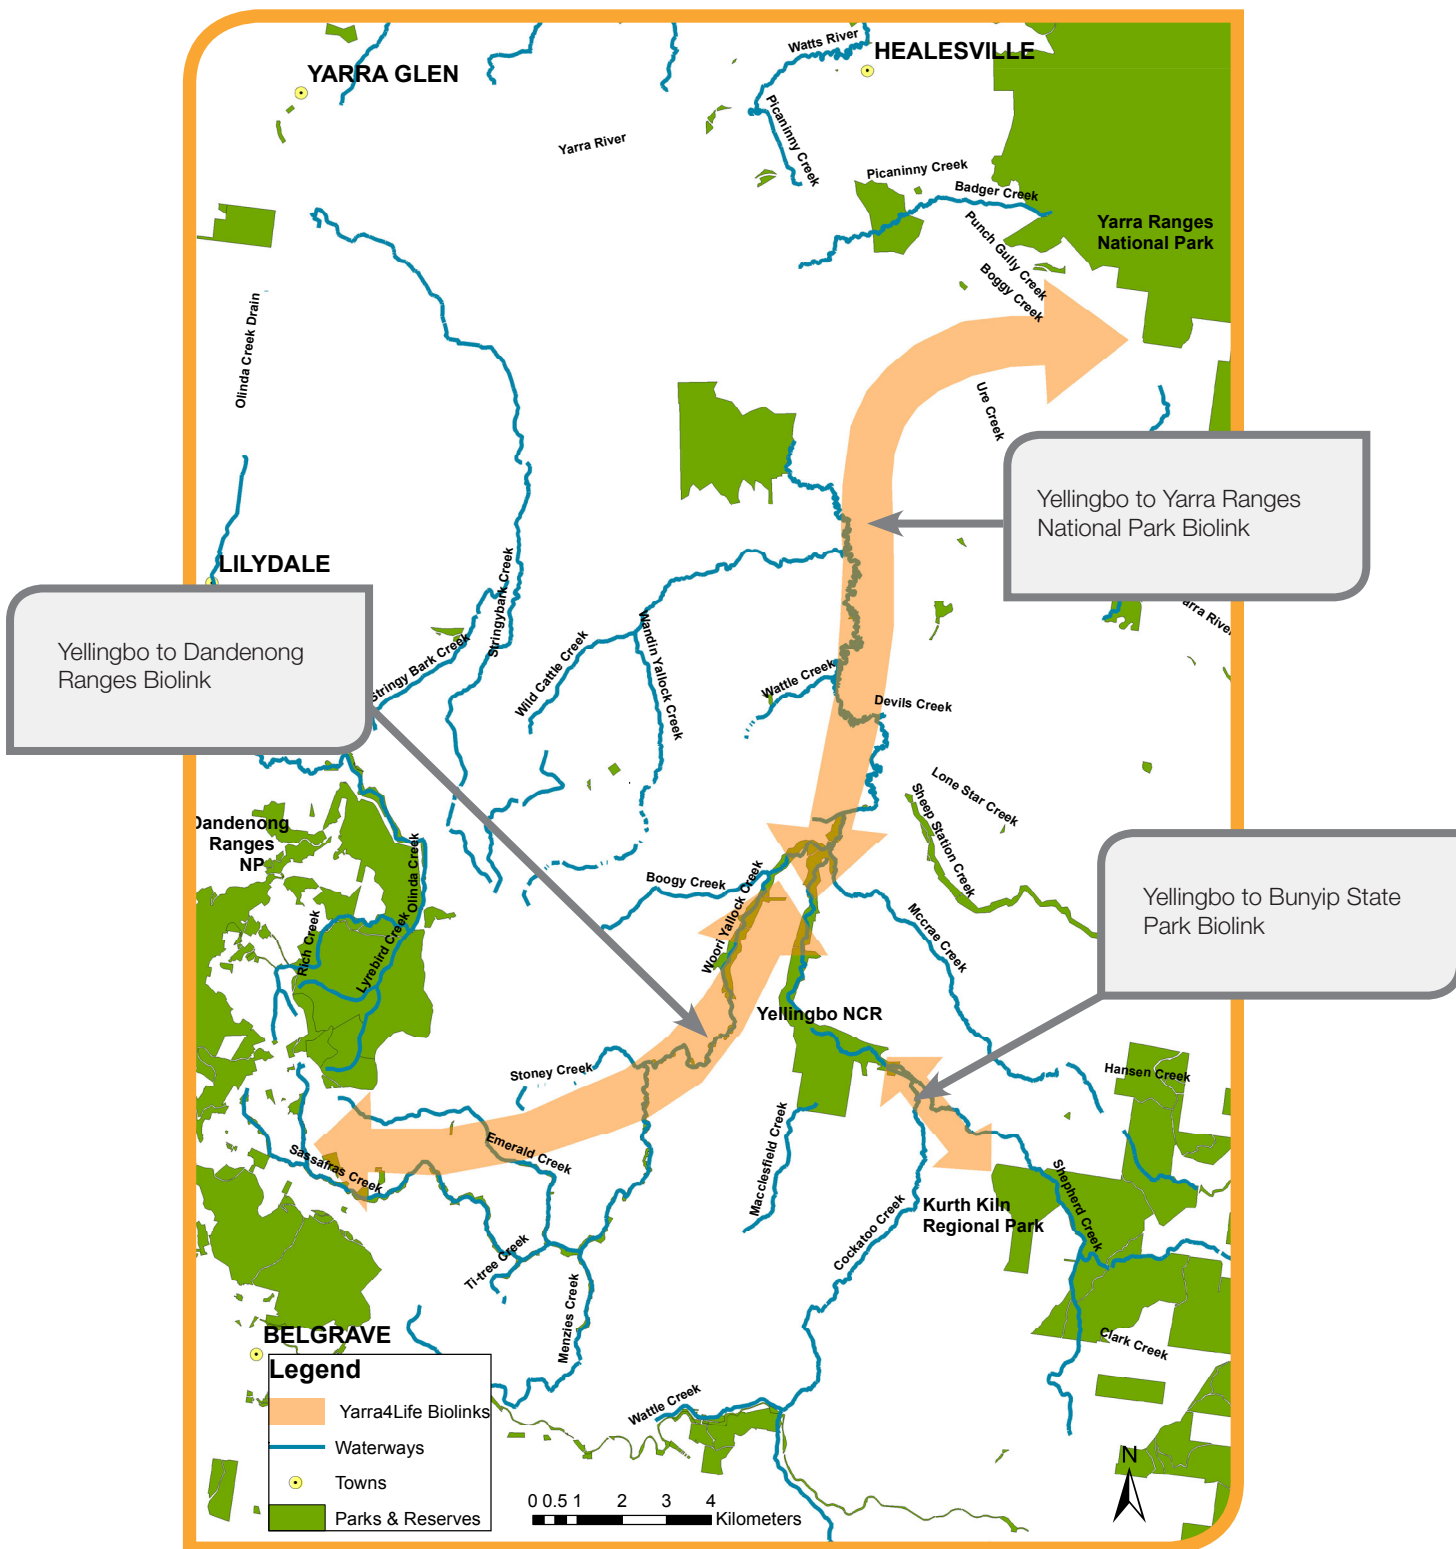 Watts River
HEALESVILLE
YARRA GLEN
Picaninny Creek
Yarra River
Picaninny Creek
Badger Creek
Punch Gully Creek
Yarra Ranges
National Park
Boggy Creek
Olinda Creek Drain
Ure Creek
Yellingbo to Yarra Ranges
National Park Biolink
LILYDALE
Stringybark Creek
Stringy Bark Creek
Wild Cattle Creek
Wandin Yallock Creek
Yellingbo to Dandenong
Ranges Biolink
Wattle Creek
Devils Creek
Lone Star Creek
Sheep Station Creek
Dandenong
Ranges
NP
Olinda Creek
Boogy Creek
Woori Yallock Creek
Mccrae Creek
Yellingbo to Bunyip State
Park Biolink
Rich Creek
Lyrebird Creek
Yellingbo NCR
Stoney Creek
Hansen Creek
Emerald Creek
Sassafras Creek
Macclesfield Creek
Shepherd Creek
Kurth Kiln
Regional Park
Cockatoo Creek
Ti-tree Creek
Menzies Creek
Clark Creek
BELGRAVE
Wattle Creek
Legend
Yarra4Life Biolinks
Waterways
Towns
Parks & Reserves
0 0.5 1 2 3 4
Kilometers
N